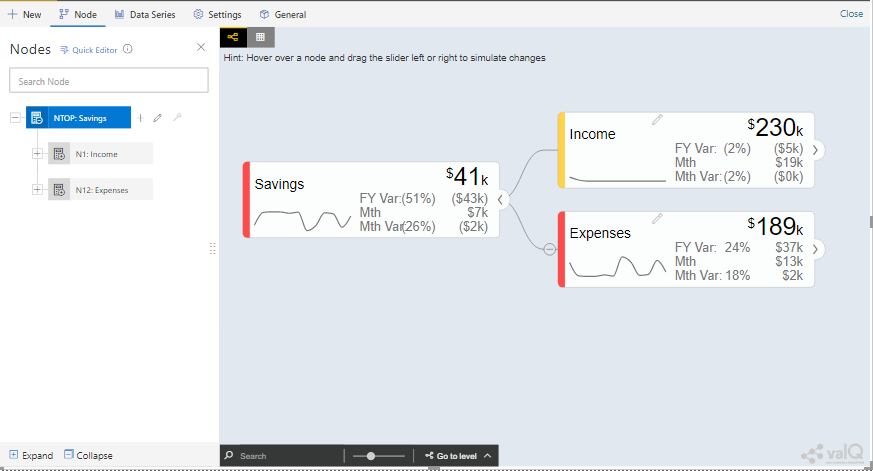 New Node Data Series Settings General Close
Nodes Quick Editor
Search Node
NTOP: Savings
N1: Income
N12: Expenses
Expand Collapse
Hint: Hover over a node and drag the slider left or right to simulate changes
Savings $41k
FY Var:(51%) ($43k)
Mth $7k
Mth Var(26%) ($2k)
Income $230k
FY Var: (2%) ($5k)
Mth $19k
Mth Var:(2%) ($0k)
Expenses $189k
FY Var: 24% $37k
Mth $13k
Mth Var: 18% $2k
Search Go to level
valQ